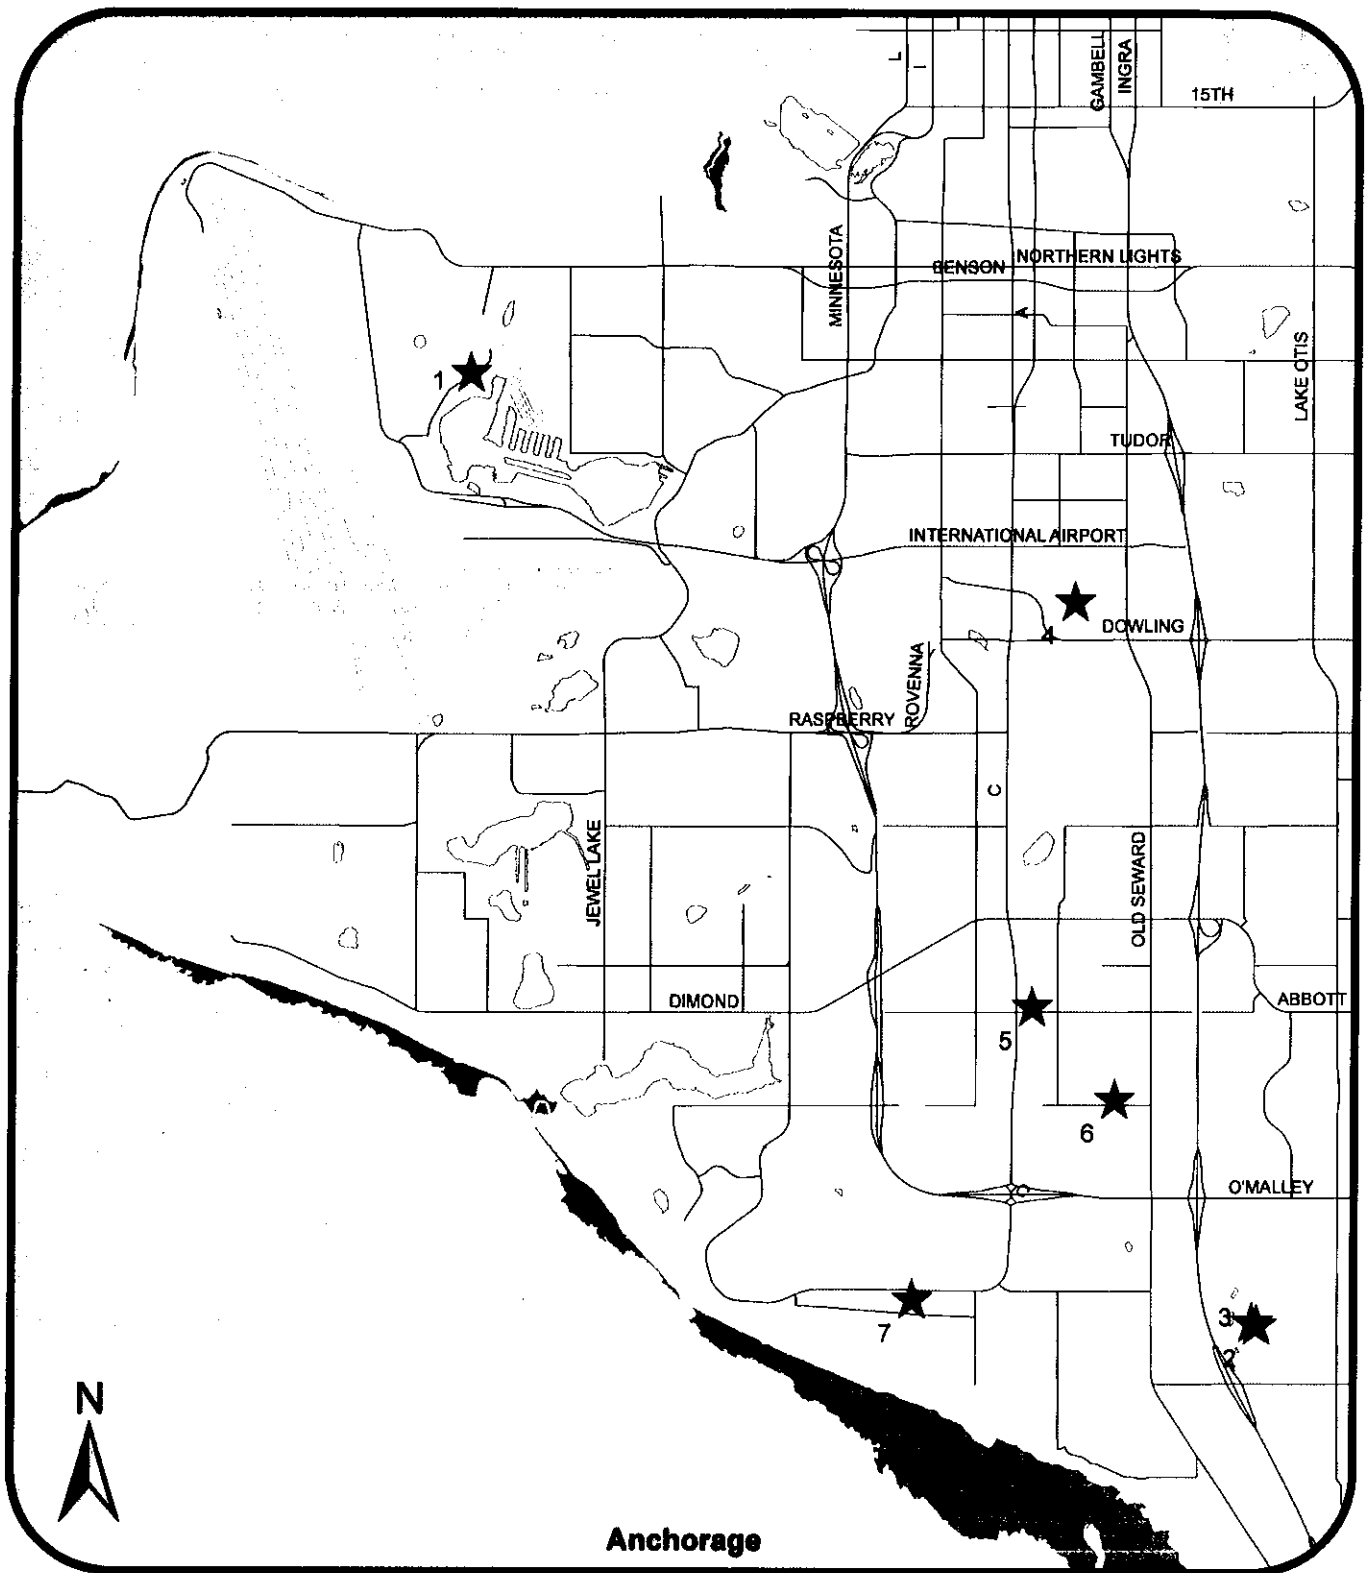 L
I
GAMBELL
INGRA
15TH
MINNESOTA
BENSON
NORTHERN LIGHTS
A
LAKE OTIS
1
TUDOR
INTERNATIONAL AIRPORT
4
DOWLING
ROVENNA
RASPBERRY
C
JEWEL LAKE
OLD SEWARD
DIMOND
ABBOTT
5
6
C
O'MALLEY
7
3
2
N
Anchorage